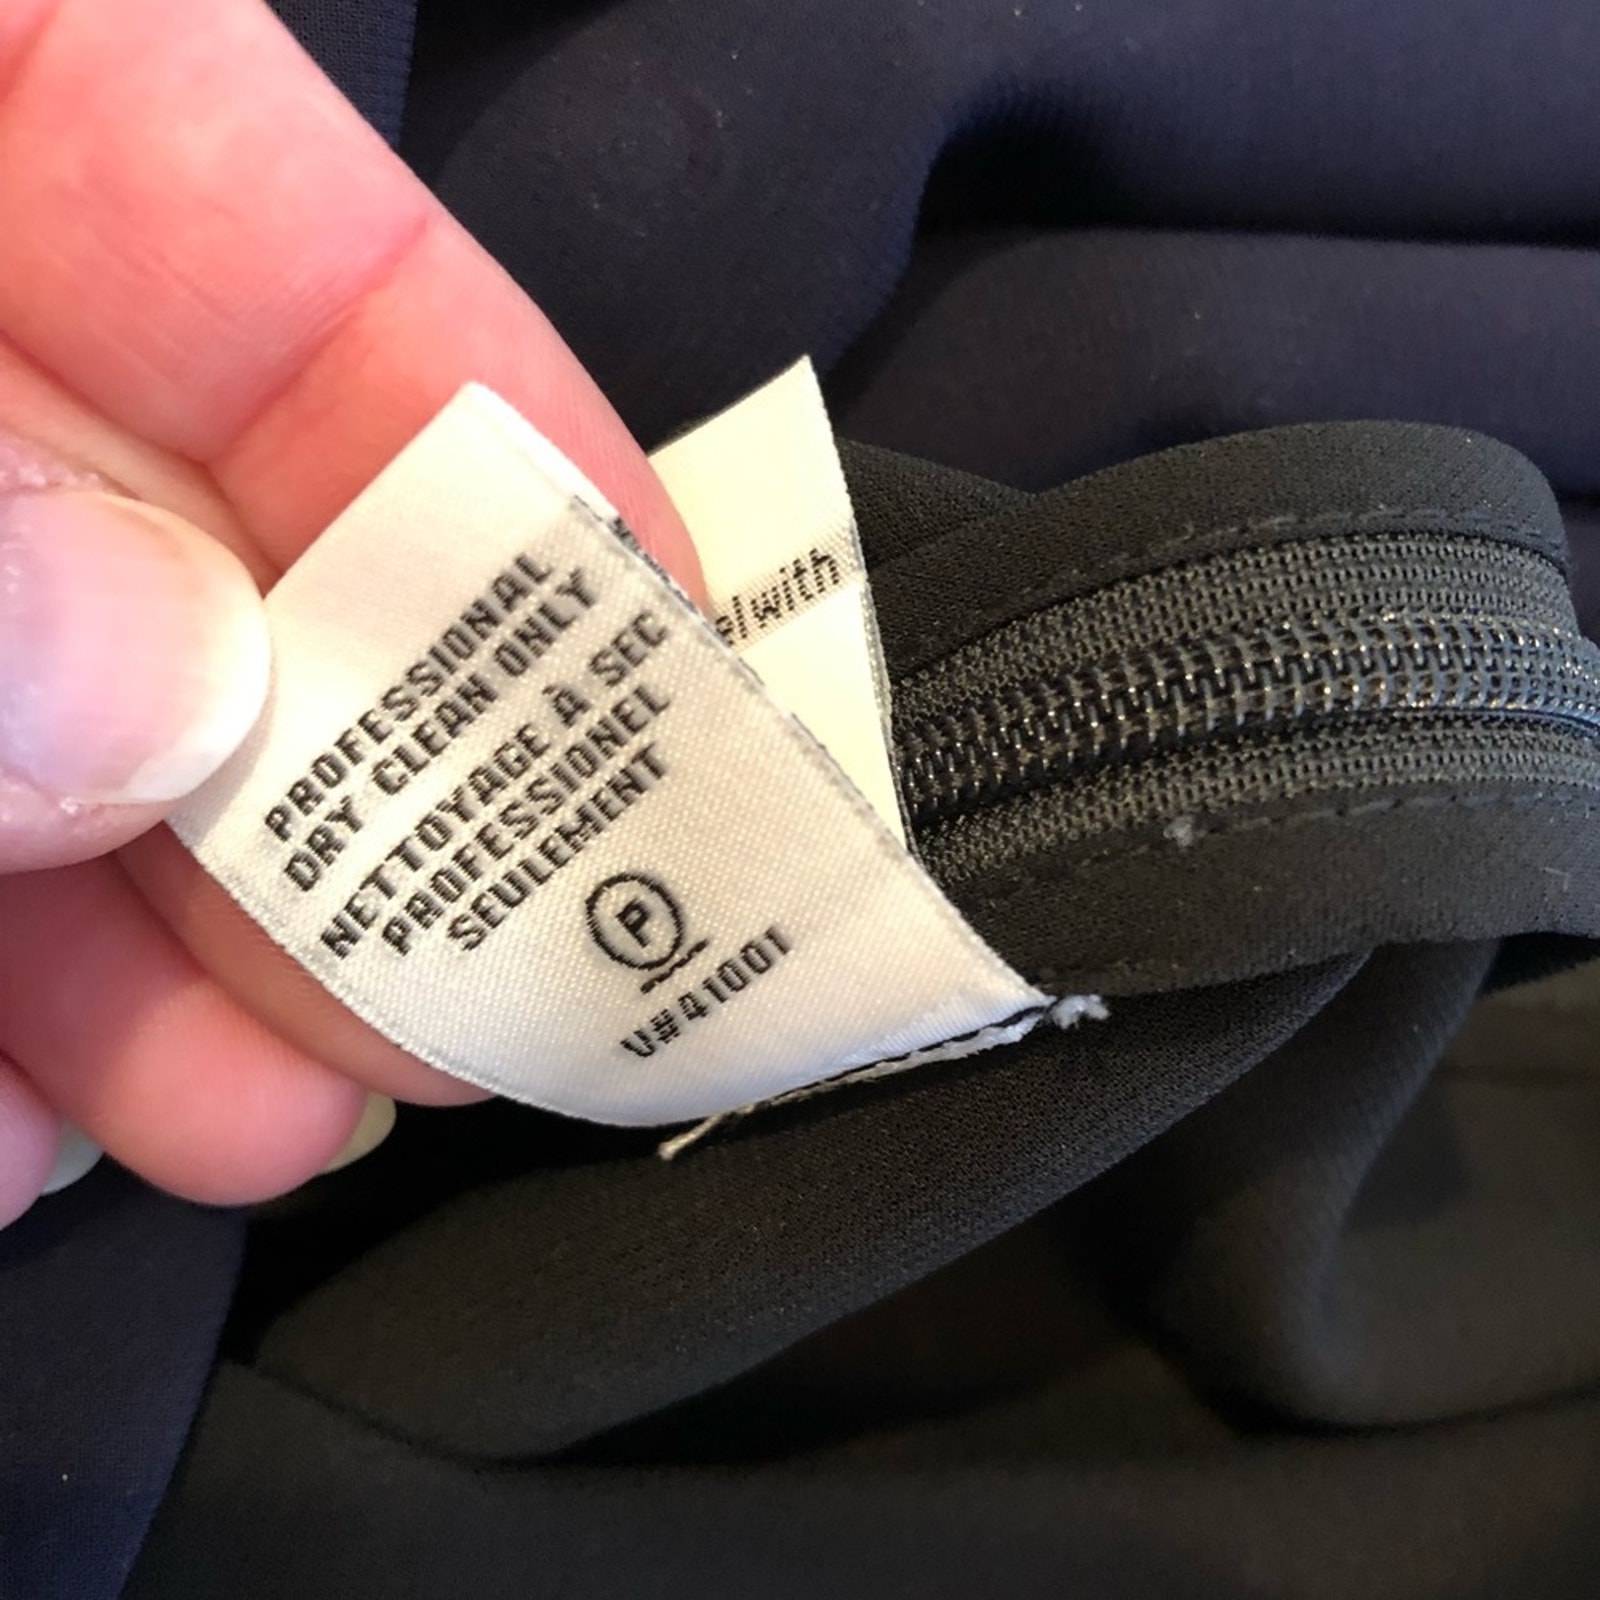 PROFESSIONAL
DRY CLEAN ONLY
NETTOYAGE À SEC
PROFESSIONEL
SEULEMENT
P
V#41001
with